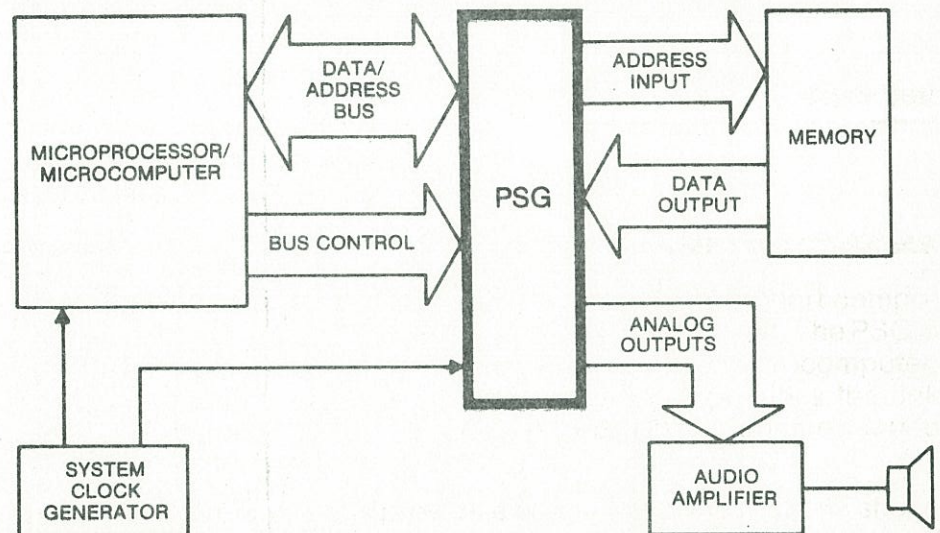 DATA/
ADDRESS
BUS
ADDRESS
INPUT
MICROPROCESSOR/
MICROCOMPUTER
MEMORY
PSG
DATA
OUTPUT
BUS CONTROL
ANALOG
OUTPUTS
SYSTEM
CLOCK
GENERATOR
AUDIO
AMPLIFIER